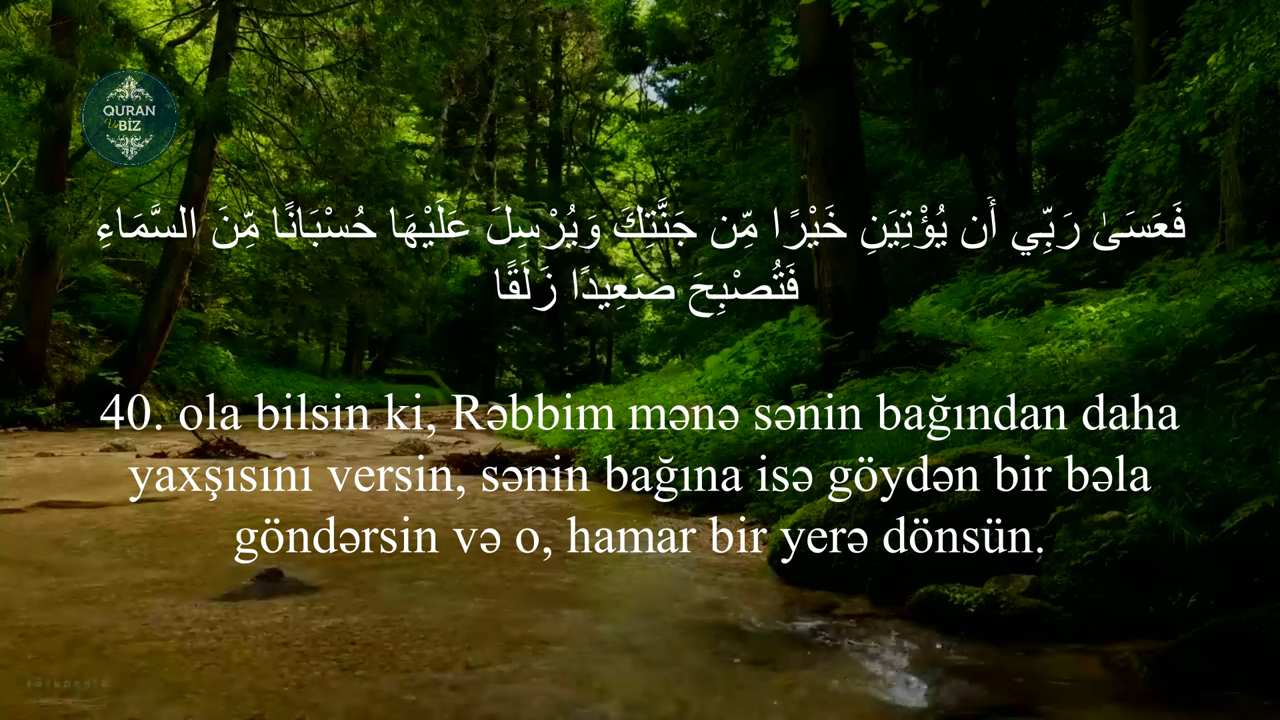 QURAN
Və BİZ
فَعَسَىٰ رَبِّي أَن يُؤْتِيَنِ خَيْرًا مِّن جَنَّتِكَ وَيُرْسِلَ عَلَيْهَا حُسْبَانًا مِّنَ السَّمَاءِ
فَتُصْبِحَ صَعِيدًا زَلَقًا
40. ola bilsin ki, Rəbbim mənə sənin bağından daha
yaxşısını versin, sənin bağına isə göydən bir bəla
göndərsin və o, hamar bir yerə dönsün.